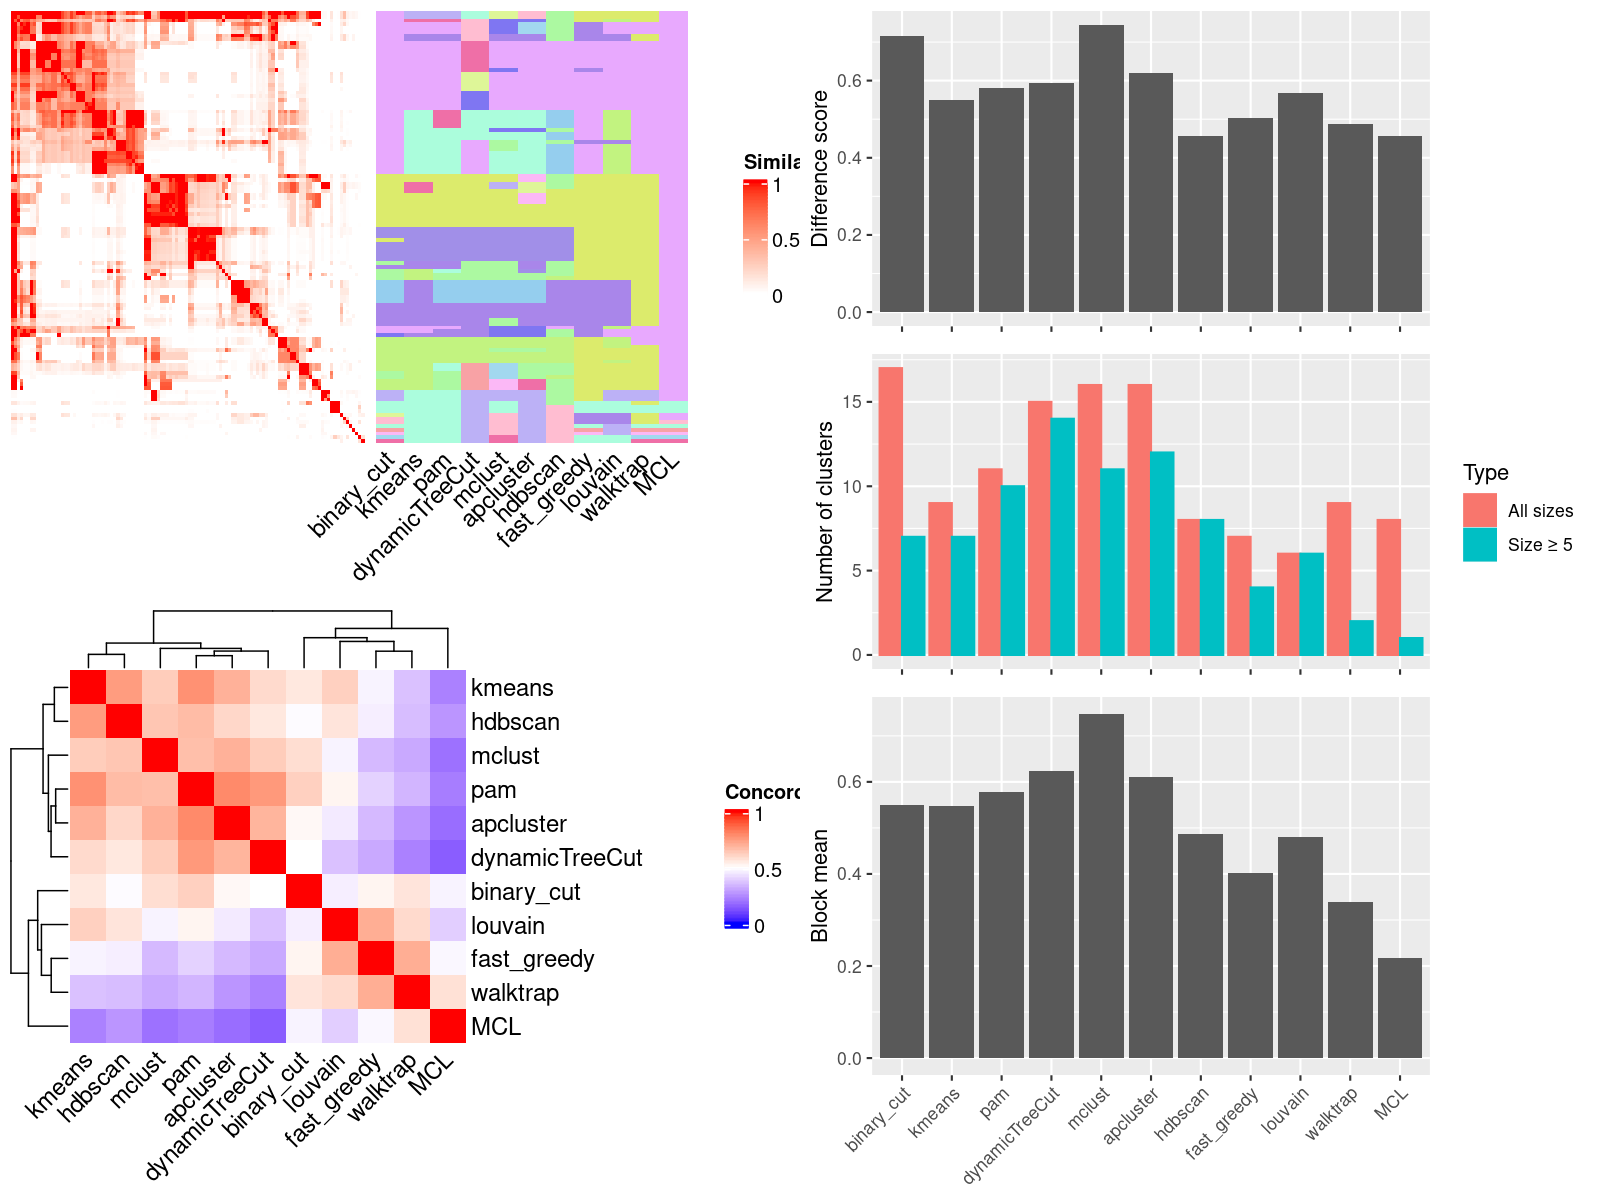 Simila
1
0.5
0
binary_cut
kmeans
pam
dynamicTreeCut
mclust
apcluster
hdbscan
fast_greedy
louvain
walktrap
MCL
Difference score
0.6
0.4
0.2
0.0
Number of clusters
15
10
5
0
Type
All sizes
Size ≥ 5
kmeans
hdbscan
mclust
pam
apcluster
dynamicTreeCut
binary_cut
louvain
fast_greedy
walktrap
MCL
kmeans
hdbscan
mclust
pam
apcluster
dynamicTreeCut
binary_cut
louvain
fast_greedy
walktrap
MCL
Concord
1
0.5
0
Block mean
0.6
0.4
0.2
0.0
binary_cut
kmeans
pam
dynamicTreeCut
mclust
apcluster
hdbscan
fast_greedy
louvain
walktrap
MCL